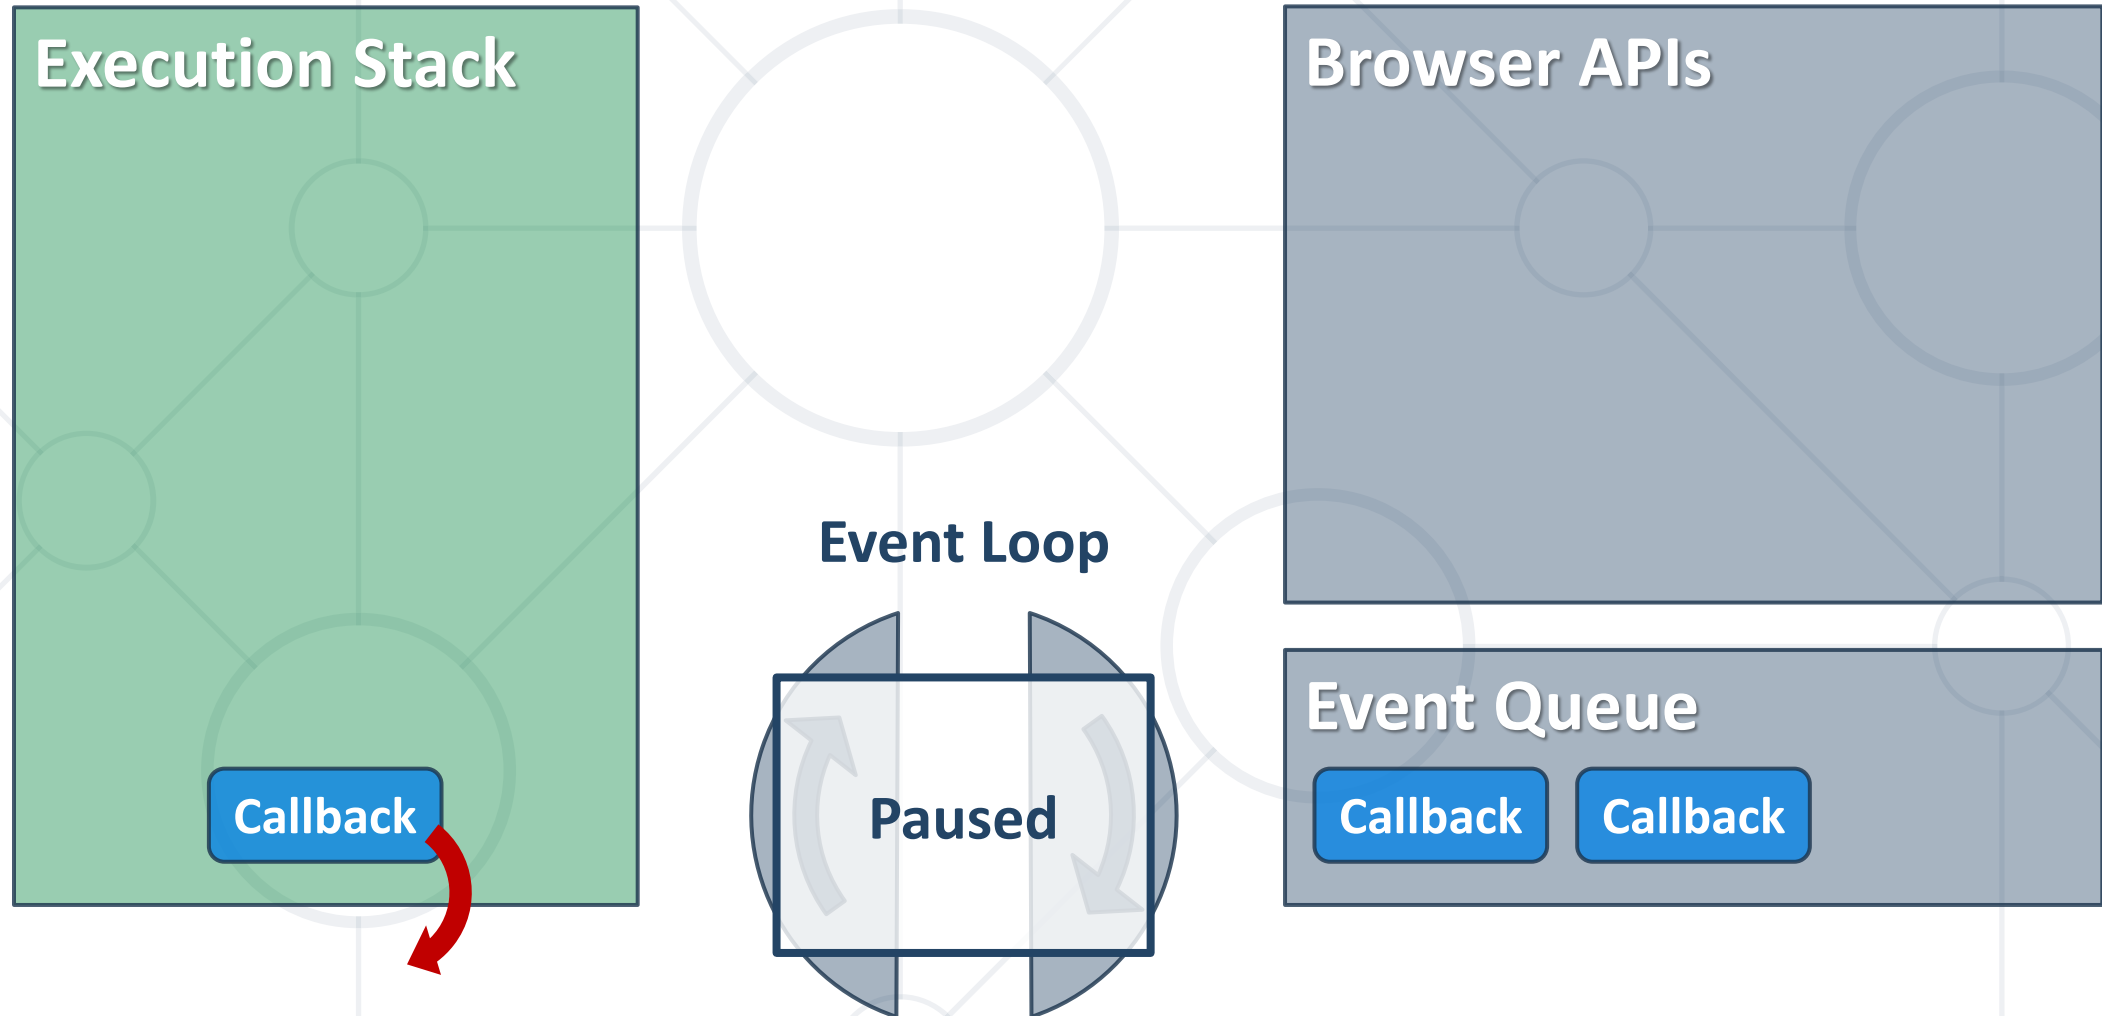 Execution Stack
Browser APIs
Event Loop
Event Queue
Callback
Paused
Callback
Callback